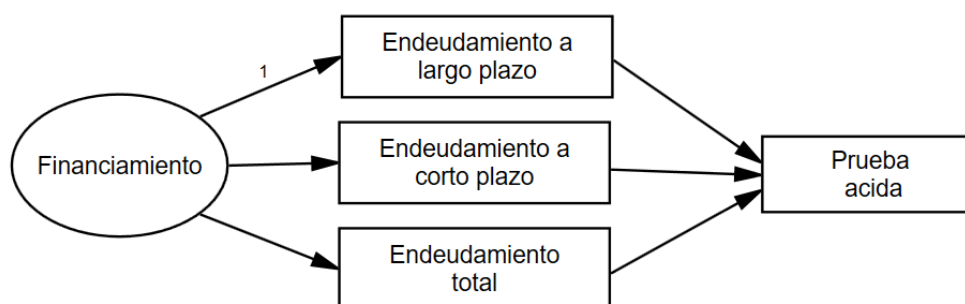 Endeudamiento a
largo plazo
1
Financiamiento
Endeudamiento a
corto plazo
Prueba
acida
Endeudamiento
total